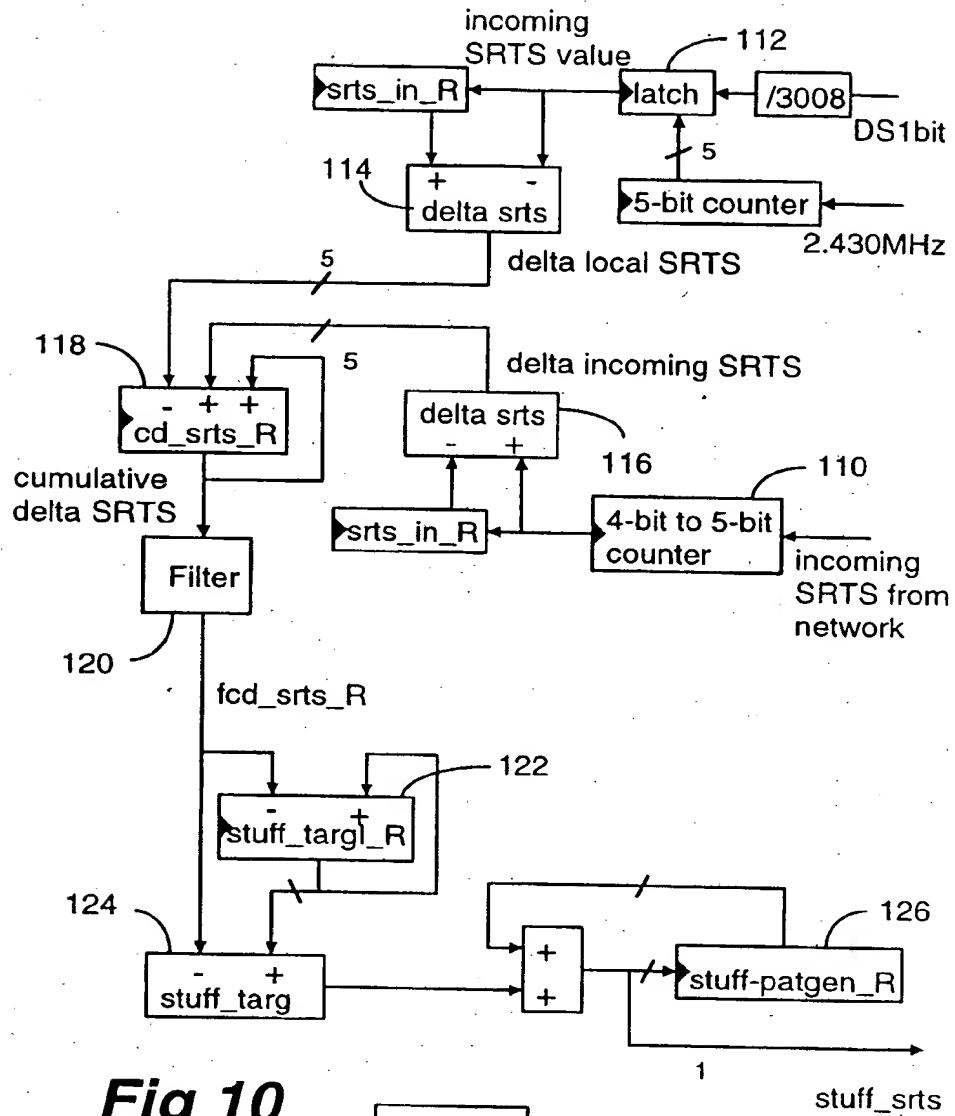 incoming
SRTS value
112
srts_in_R
latch
/3008
DS1bit
5
114
+ -
delta srts
5-bit counter
2.430MHz
5
delta local SRTS
118
5
delta incoming SRTS
- + +
cd_srts_R
delta srts
- +
116
110
cumulative
delta SRTS
srts_in_R
4-bit to 5-bit
counter
incoming
SRTS from
network
Filter
120
fcd_srts_R
122
- +
stuff_targI_R
124
126
- +
stuff_targ
+
+
stuff-patgen_R
1
stuff_srts
Fig 10